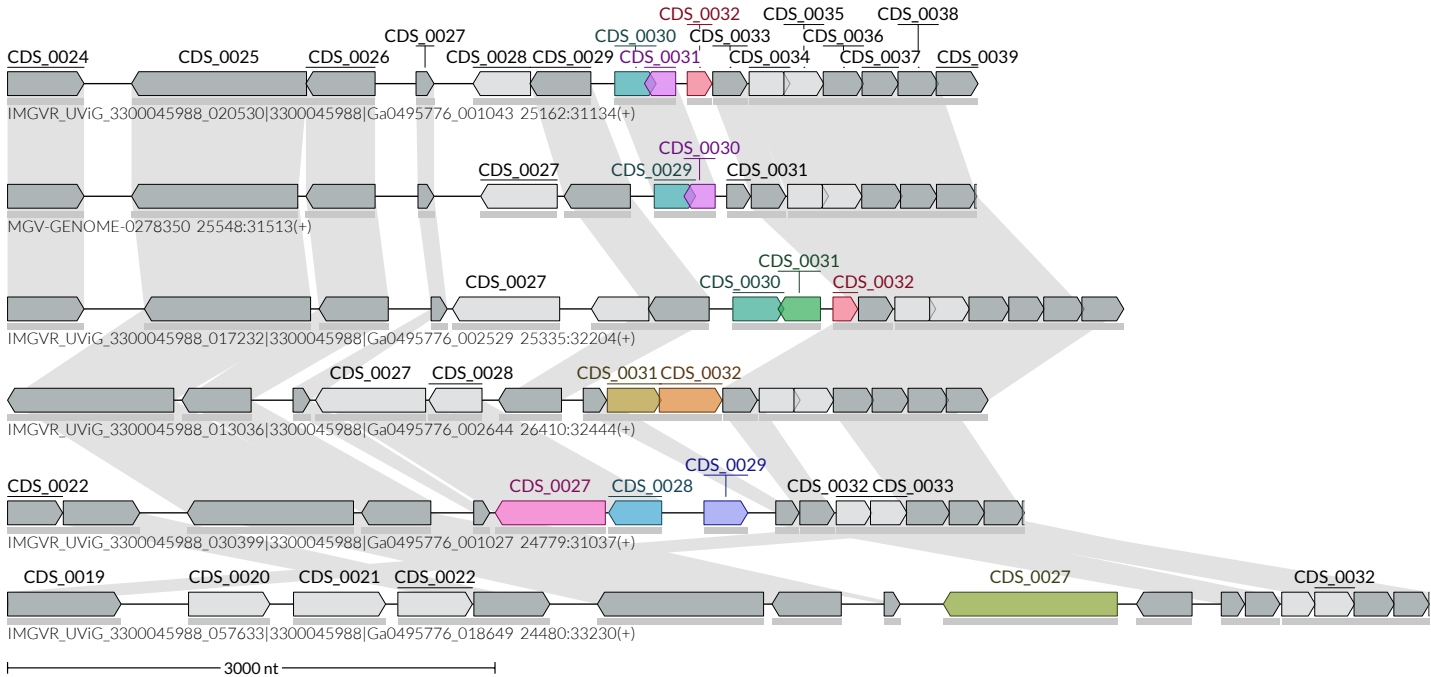 CDS_0032 CDS_0035 CDS_0038
CDS_0027 CDS_0030 CDS_0033 CDS_0036
CDS_0024 CDS_0025 CDS_0026 CDS_0028 CDS_0029 CDS_0031 CDS_0034 CDS_0037 CDS_0039
IMGVR_UViG_3300045988_020530|3300045988|Ga0495776_001043 25162:31134(+)
CDS_0030
CDS_0027 CDS_0029 CDS_0031
MGV-GENOME-0278350 25548:31513(+)
CDS_0031
CDS_0027 CDS_0030 CDS_0032
IMGVR_UViG_3300045988_017232|3300045988|Ga0495776_002529 25335:32204(+)
CDS_0027 CDS_0028 CDS_0031 CDS_0032
IMGVR_UViG_3300045988_013036|3300045988|Ga0495776_002644 26410:32444(+)
CDS_0029
CDS_0022 CDS_0027 CDS_0028 CDS_0032 CDS_0033
IMGVR_UViG_3300045988_030399|3300045988|Ga0495776_001027 24779:31037(+)
CDS_0019 CDS_0020 CDS_0021 CDS_0022 CDS_0027 CDS_0032
IMGVR_UViG_3300045988_057633|3300045988|Ga0495776_018649 24480:33230(+)
3000 nt